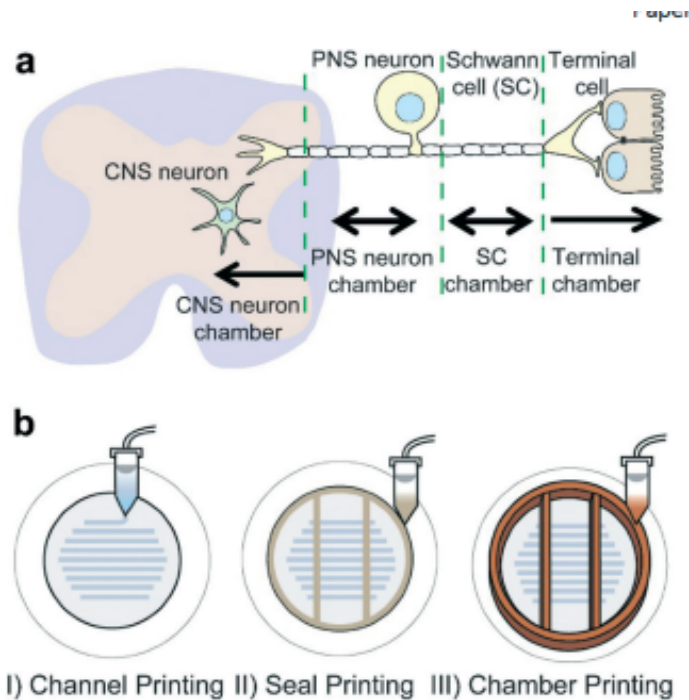 a
PNS neuron
Schwann
cell (SC)
Terminal
cell
CNS neuron
PNS neuron
chamber
SC
chamber
Terminal
chamber
CNS neuron
chamber
b
I) Channel Printing
II) Seal Printing
III) Chamber Printing